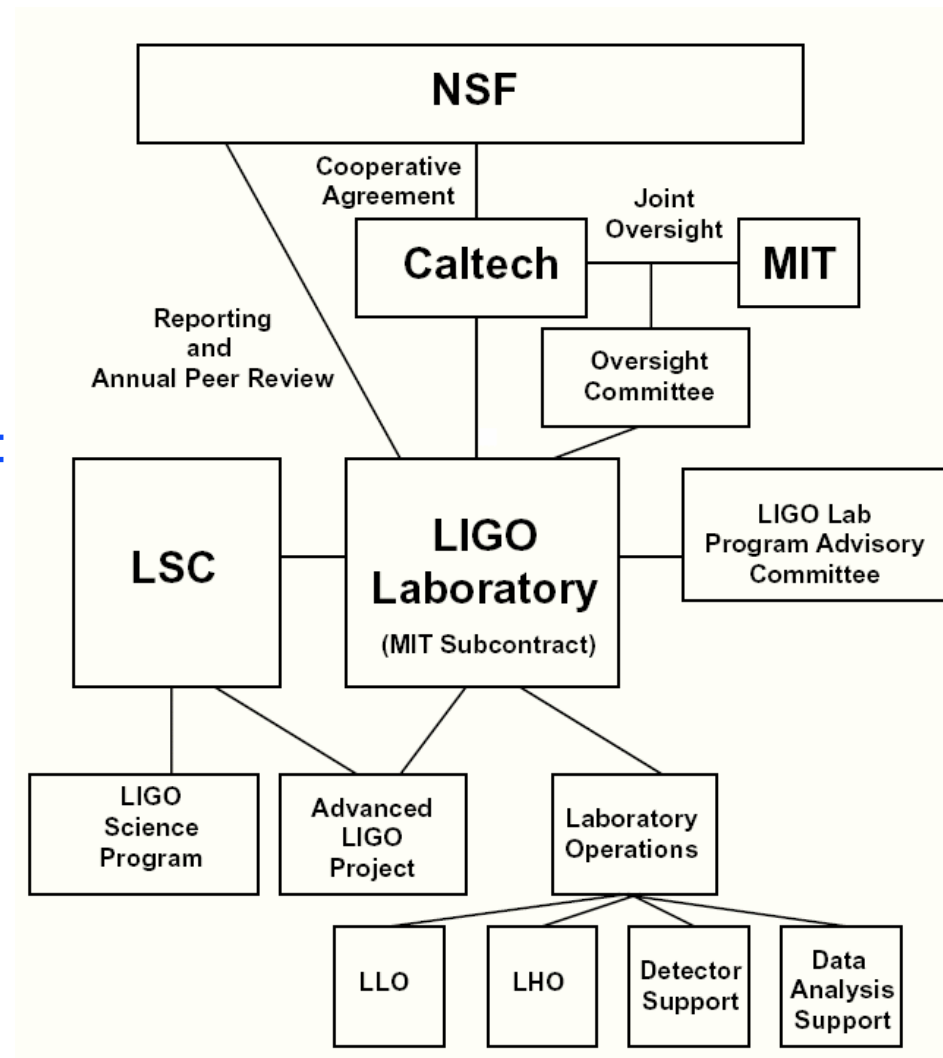 NSF
Cooperative
Agreement
Joint
Oversight
Caltech
MIT
Reporting
and
Annual Peer Review
Oversight
Committee
LSC
LIGO
Laboratory
(MIT Subcontract)
LIGO Lab
Program Advisory
Committee
LIGO
Science
Program
Advanced
LIGO
Project
Laboratory
Operations
LLO
LHO
Detector
Support
Data
Analysis
Support